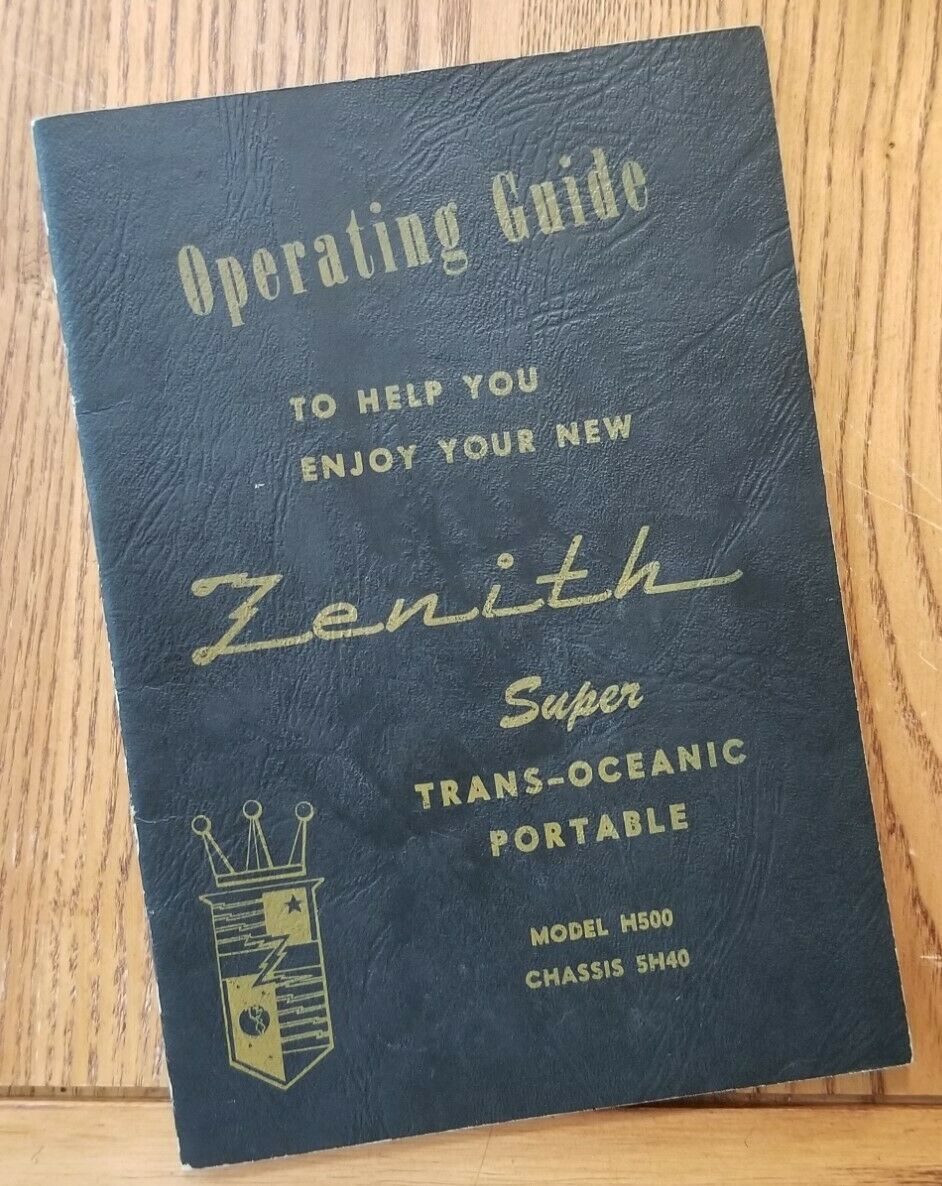 Operating Guide
TO HELP YOU
ENJOY YOUR NEW
Zenith
Super
TRANS-OCEANIC
PORTABLE
MODEL H500
CHASSIS 5H40